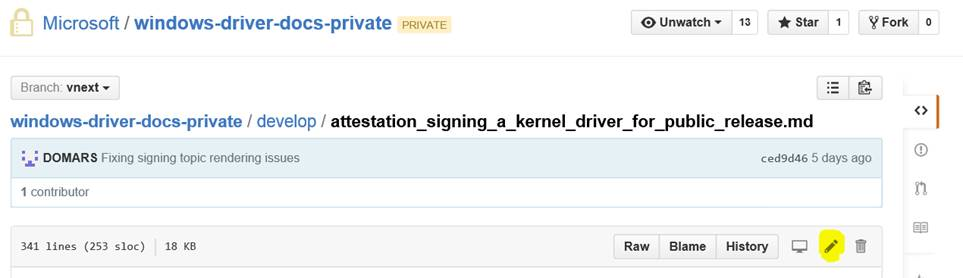 Microsoft / windows-driver-docs-private PRIVATE Unwatch 13 Star 1 Fork 0
Branch: vnext
windows-driver-docs-private / develop / attestation_signing_a_kernel_driver_for_public_release.md
DOMARS Fixing signing topic rendering issues ced9d46 5 days ago
1 contributor
341 lines (253 sloc) 18 KB Raw Blame History